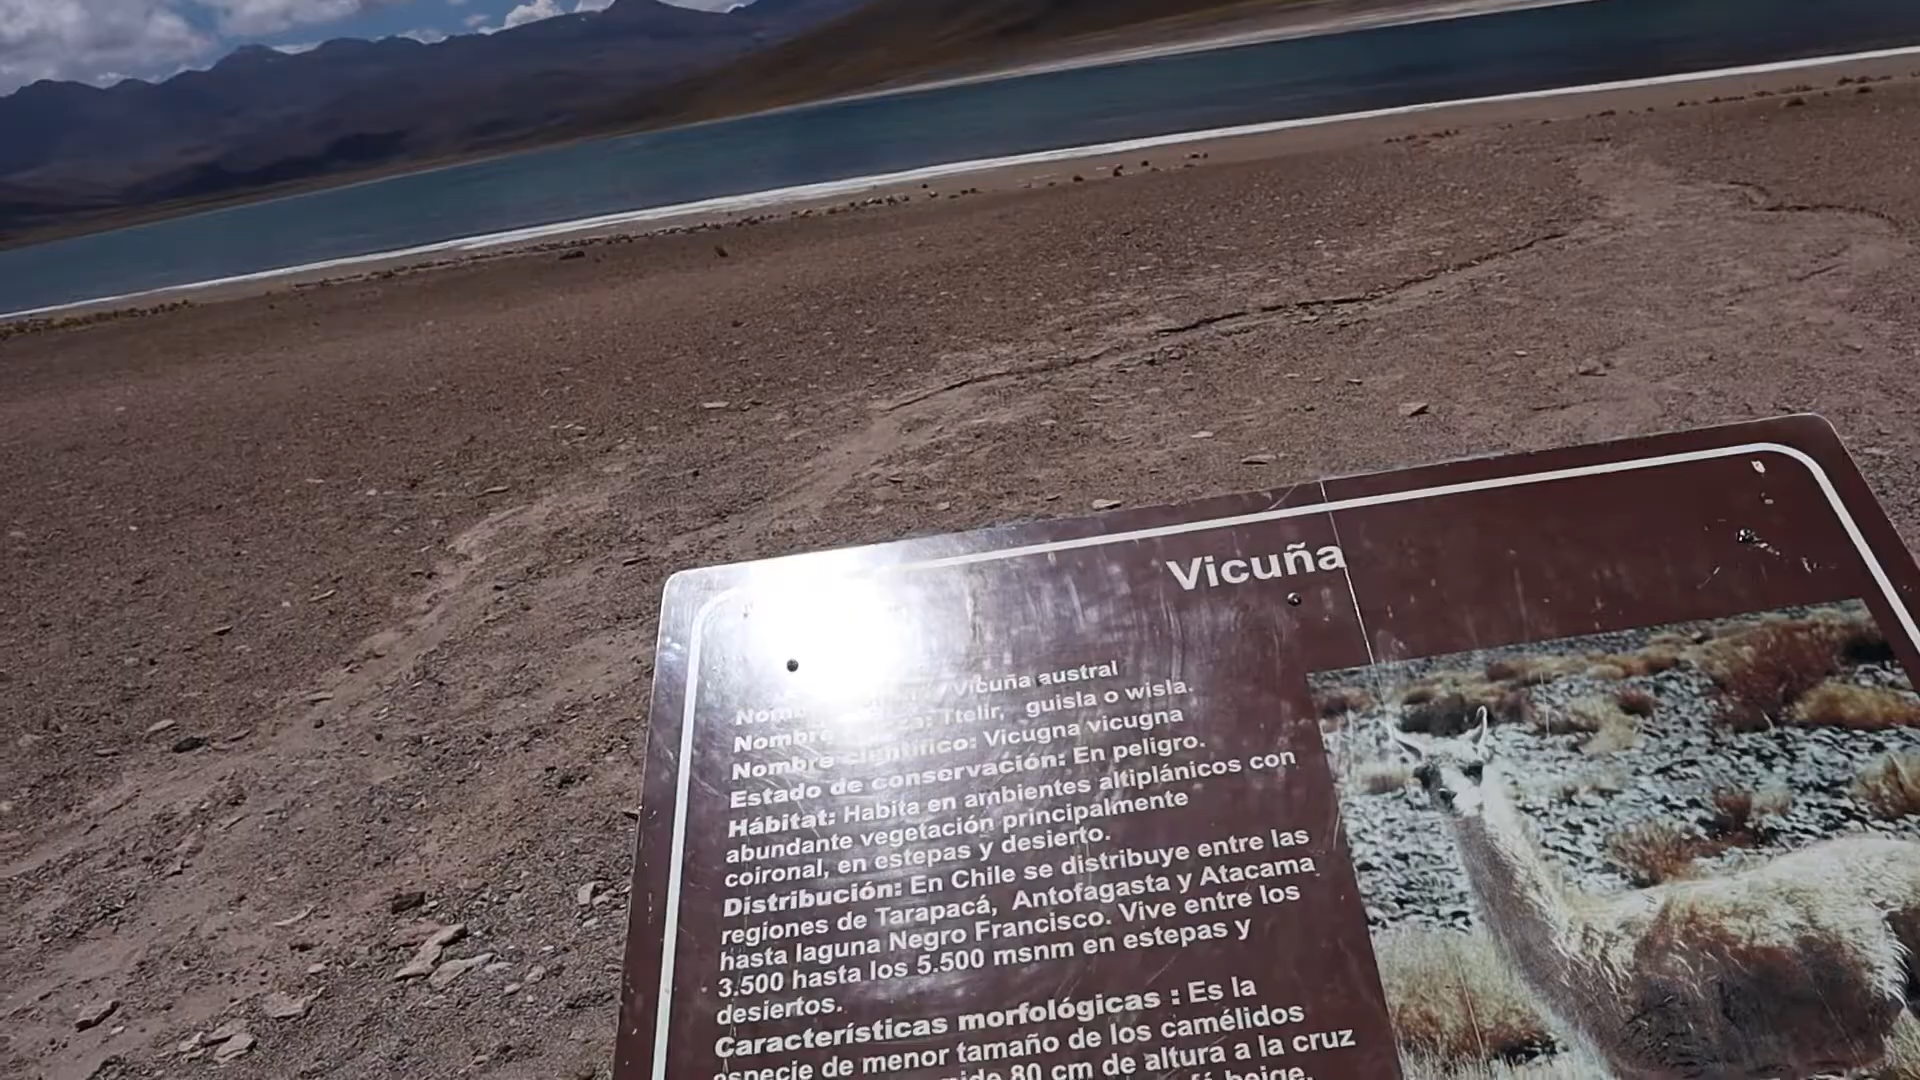 Vicuña
/Vicuña austral
Nombre Ttelir, guisla o wisla.
Nombre científico: Vicugna vicugna
Estado de conservación: En peligro.
Hábitat: Habita en ambientes altiplánicos con
abundante vegetación principalmente
coironal, en estepas y desierto.
Distribución: En Chile se distribuye entre las
regiones de Tarapacá, Antofagasta y Atacama
hasta laguna Negro Francisco. Vive entre los
3.500 hasta los 5.500 msnm en estepas y
desiertos.
Características morfológicas : Es la
especie de menor tamaño de los camélidos
80 cm de altura a la cruz
beige.